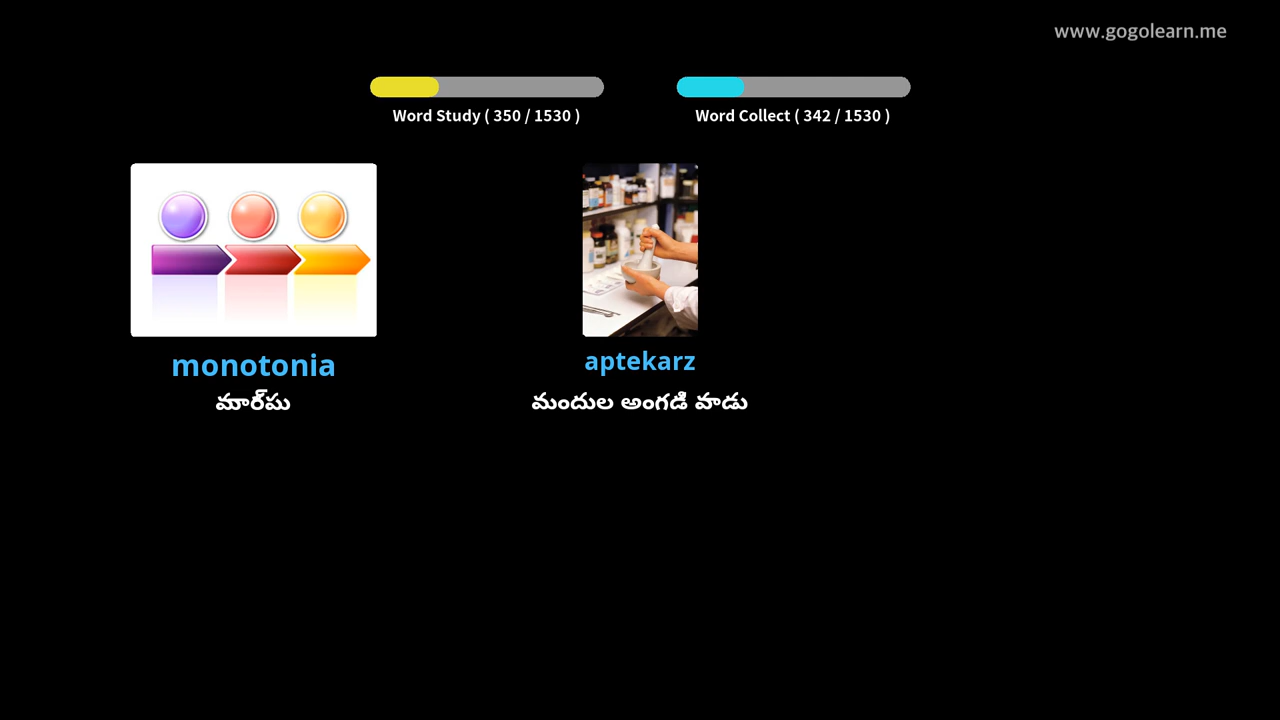 www.gogolearn.me
Word Study ( 350 / 1530 )
Word Collect ( 342 / 1530 )
monotonia
aptekarz
మార్‌పు
మందుల అంగడి వాడు